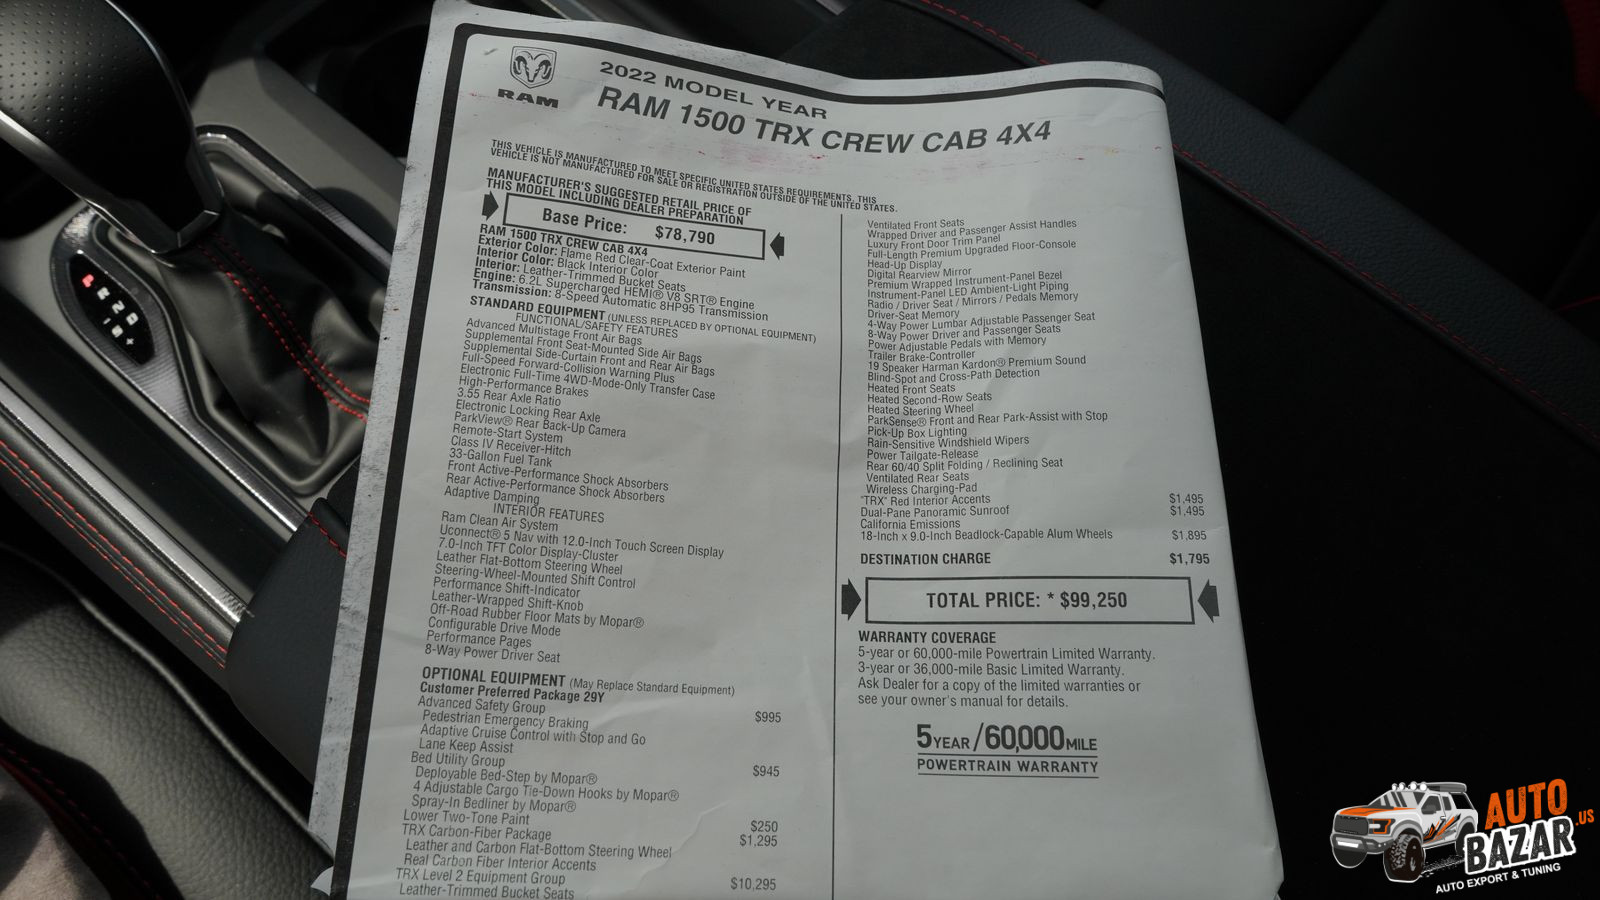 RAM
2022 MODEL YEAR
RAM 1500 TRX CREW CAB 4X4
THIS VEHICLE IS MANUFACTURED TO MEET SPECIFIC UNITED STATES REQUIREMENTS. THIS
VEHICLE IS NOT MANUFACTURED FOR SALE OR REGISTRATION OUTSIDE OF THE UNITED STATES.
MANUFACTURER'S SUGGESTED RETAIL PRICE OF
THIS MODEL INCLUDING DEALER PREPARATION
Base Price: $78,790
RAM 1500 TRX CREW CAB 4X4
Exterior Color: Flame Red Clear-Coat Exterior Paint
Interior Color: Black Interior Color
Interior: Leather-Trimmed Bucket Seats
Engine: 6.2L Supercharged HEMI® V8 SRT® Engine
Transmission: 8-Speed Automatic 8HP95 Transmission
STANDARD EQUIPMENT (UNLESS REPLACED BY OPTIONAL EQUIPMENT)
FUNCTIONAL/SAFETY FEATURES
Advanced Multistage Front Air Bags
Supplemental Front Seat-Mounted Side Air Bags
Supplemental Side-Curtain Front and Rear Air Bags
Full-Speed Forward-Collision Warning Plus
Electronic Full-Time 4WD-Mode-Only Transfer Case
High-Performance Brakes
3.55 Rear Axle Ratio
Electronic Locking Rear Axle
ParkView® Rear Back-Up Camera
Remote-Start System
Class IV Receiver-Hitch
33-Gallon Fuel Tank
Front Active-Performance Shock Absorbers
Rear Active-Performance Shock Absorbers
Adaptive Damping
INTERIOR FEATURES
Ram Clean Air System
Uconnect® 5 Nav with 12.0-Inch Touch Screen Display
7.0-Inch TFT Color Display-Cluster
Leather Flat-Bottom Steering Wheel
Steering-Wheel-Mounted Shift Control
Performance Shift-Indicator
Leather-Wrapped Shift-Knob
Off-Road Rubber Floor Mats by Mopar®
Configurable Drive Mode
Performance Pages
8-Way Power Driver Seat
OPTIONAL EQUIPMENT (May Replace Standard Equipment)
Customer Preferred Package 29Y
Advanced Safety Group $995
Pedestrian Emergency Braking
Adaptive Cruise Control with Stop and Go
Lane Keep Assist
Bed Utility Group $945
Deployable Bed-Step by Mopar®
4 Adjustable Cargo Tie-Down Hooks by Mopar®
Spray-In Bedliner by Mopar®
Lower Two-Tone Paint $250
TRX Carbon-Fiber Package $1,295
Leather and Carbon Flat-Bottom Steering Wheel
Real Carbon Fiber Interior Accents
TRX Level 2 Equipment Group $10,295
Leather-Trimmed Bucket Seats
Ventilated Front Seats
Wrapped Driver and Passenger Assist Handles
Luxury Front Door Trim Panel
Full-Length Premium Upgraded Floor-Console
Head-Up Display
Digital Rearview Mirror
Premium Wrapped Instrument-Panel Bezel
Instrument-Panel LED Ambient-Light Piping
Radio / Driver Seat / Mirrors / Pedals Memory
Driver-Seat Memory
4-Way Power Lumbar Adjustable Passenger Seat
8-Way Power Driver and Passenger Seats
Power Adjustable Pedals with Memory
Trailer Brake-Controller
19 Speaker Harman Kardon® Premium Sound
Blind-Spot and Cross-Path Detection
Heated Front Seats
Heated Second-Row Seats
Heated Steering Wheel
ParkSense® Front and Rear Park-Assist with Stop
Pick-Up Box Lighting
Rain-Sensitive Windshield Wipers
Power Tailgate-Release
Rear 60/40 Split Folding / Reclining Seat
Ventilated Rear Seats
Wireless Charging-Pad
"TRX" Red Interior Accents $1,495
Dual-Pane Panoramic Sunroof $1,495
California Emissions
18-Inch x 9.0-Inch Beadlock-Capable Alum Wheels $1,895
DESTINATION CHARGE $1,795
TOTAL PRICE: * $99,250
WARRANTY COVERAGE
5-year or 60,000-mile Powertrain Limited Warranty.
3-year or 36,000-mile Basic Limited Warranty.
Ask Dealer for a copy of the limited warranties or
see your owner's manual for details.
5 YEAR/60,000 MILE
POWERTRAIN WARRANTY
AUTO
BAZAR.US
AUTO EXPORT & TUNING